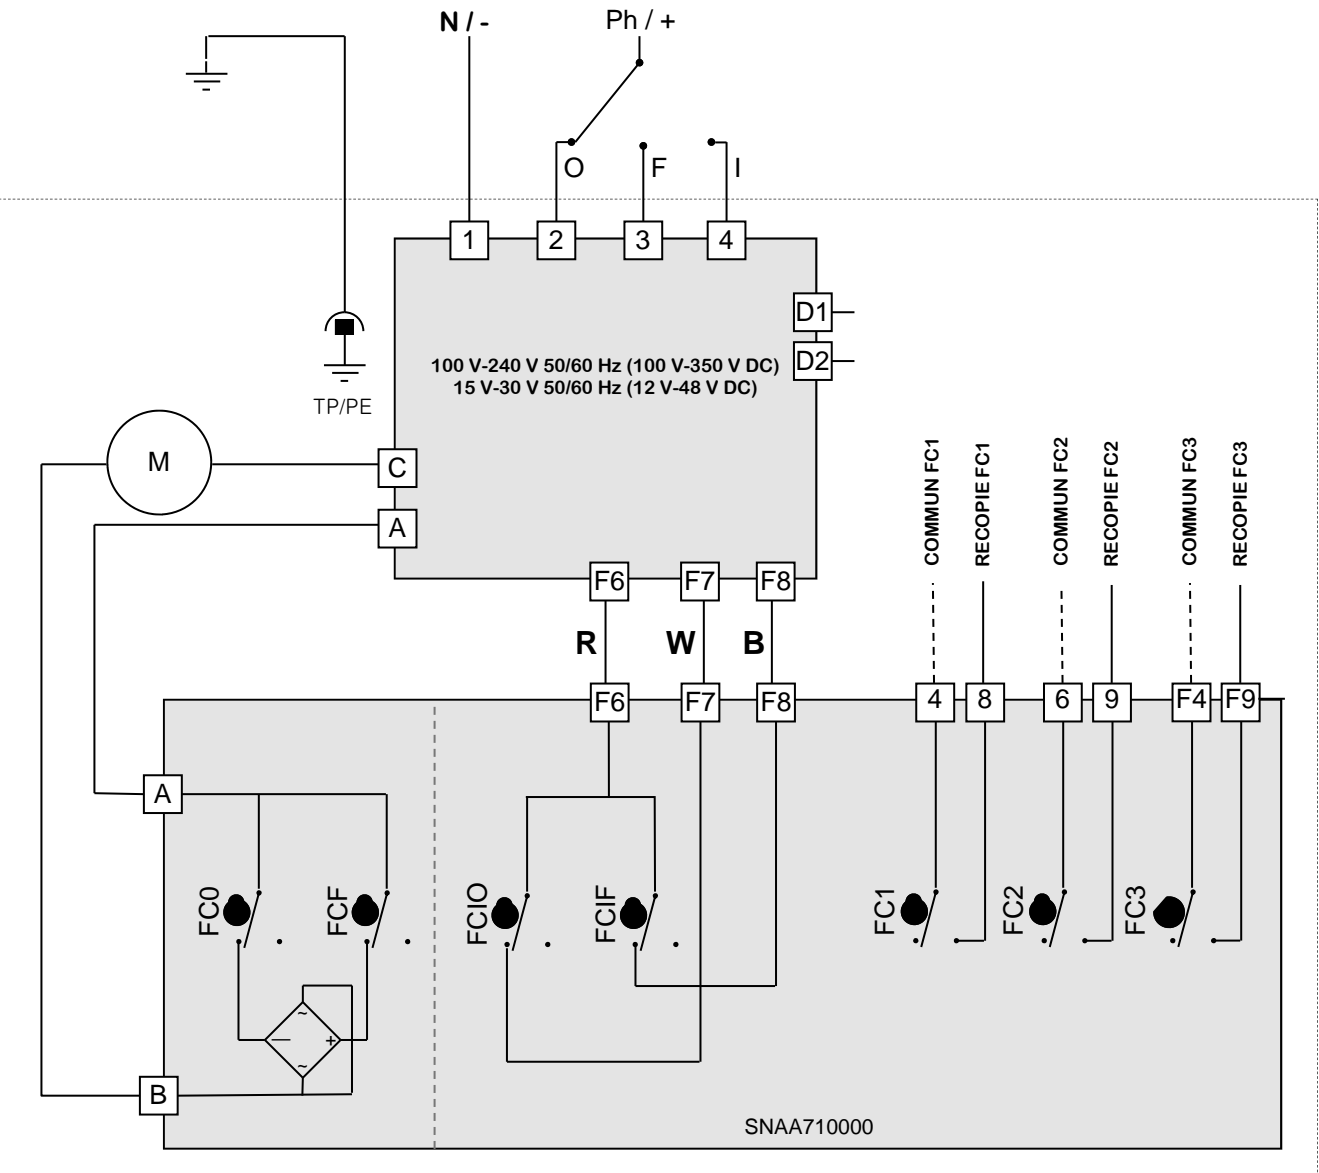 N / -
Ph / +
O
F
I
1
2
3
4
D1
D2
100 V-240 V 50/60 Hz (100 V-350 V DC)
15 V-30 V 50/60 Hz (12 V-48 V DC)
TP/PE
M
C
A
F6
F7
F8
R
W
B
COMMUN FC1
RECOPIE FC1
COMMUN FC2
RECOPIE FC2
COMMUN FC3
RECOPIE FC3
F6
F7
F8
4
8
6
9
F4
F9
A
FC0
FCF
FCIO
FCIF
FC1
FC2
FC3
~
—
+
~
B
SNAA710000